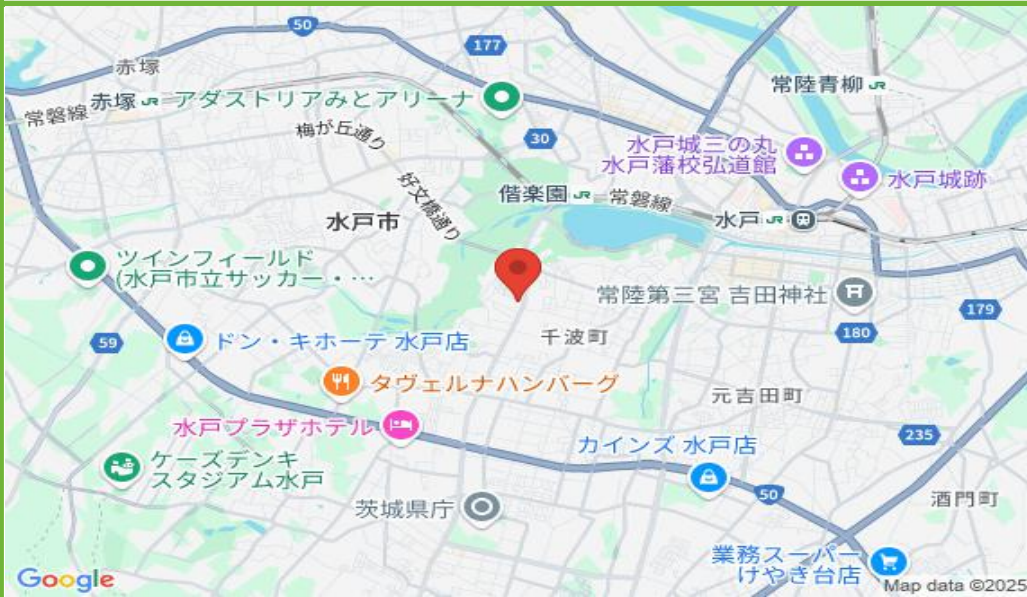 50
177
赤塚
赤塚 JR
アダストリアみとアリーナ
常磐線
梅が丘通り
30
常陸青柳 JR
水戸城三の丸
水戸藩校弘道館
水戸城跡
好文橋通り
偕楽園 JR
常磐線
水戸 JR
水戸市
ツインフィールド
(水戸市立サッカー・…
常陸第三宮 吉田神社
179
180
59
ドン・キホーテ 水戸店
千波町
タヴェルナハンバーグ
元吉田町
水戸プラザホテル
235
カインズ 水戸店
ケーズデンキ
スタジアム水戸
50
酒門町
茨城県庁
業務スーパー
けやき台店
Google
Map data ©2025